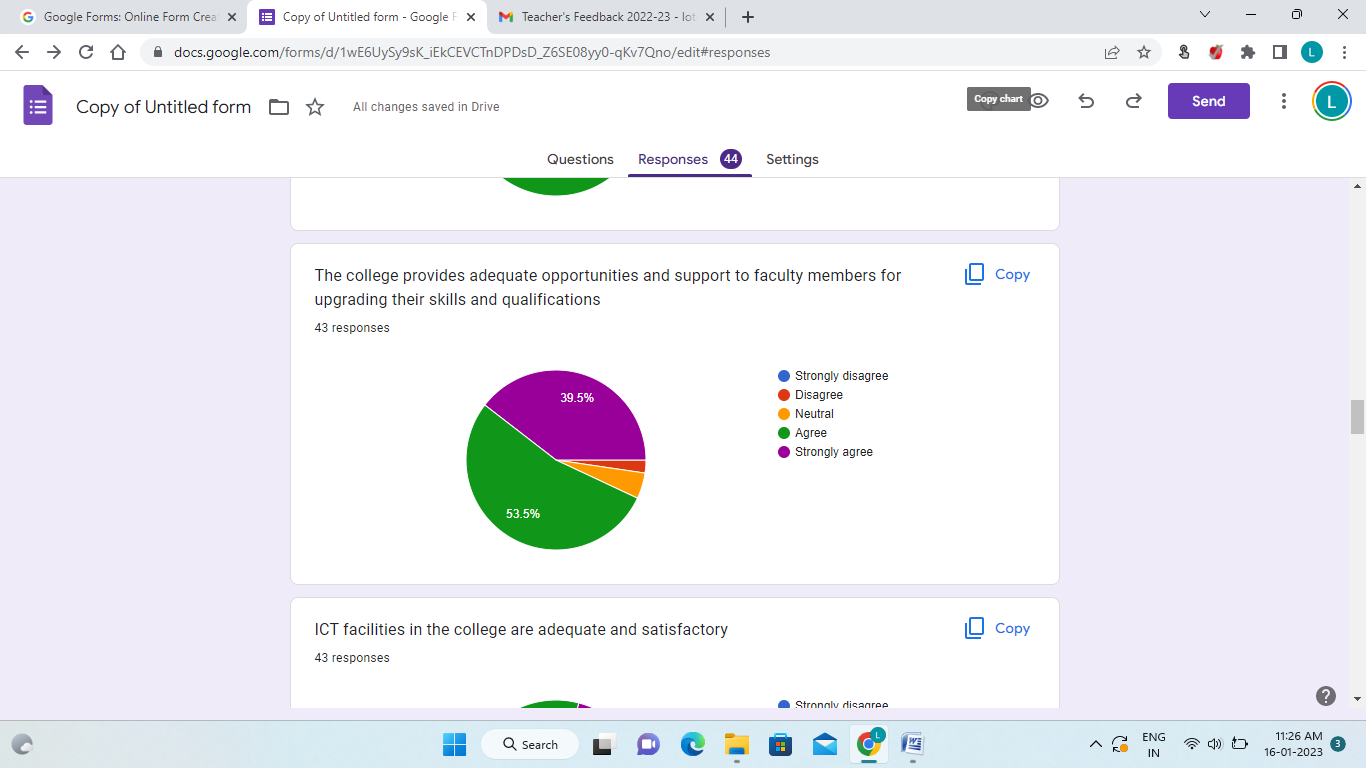 Google Forms: Online Form Crea
Copy of Untitled form - Google F
Teacher's Feedback 2022-23 - lot
docs.google.com/forms/d/1wE6UySy9sK_iEkCEVCTnDPDsD_Z6SE08yy0-qKv7Qno/edit#responses
L
Copy of Untitled form
All changes saved in Drive
Copy chart
Send
L
Questions
Responses 44
Settings
The college provides adequate opportunities and support to faculty members for
upgrading their skills and qualifications
Copy
43 responses
39.5%
53.5%
Strongly disagree
Disagree
Neutral
Agree
Strongly agree
ICT facilities in the college are adequate and satisfactory
Copy
43 responses
Strongly disagree
Search
L
ENG
IN
11:26 AM
16-01-2023
3